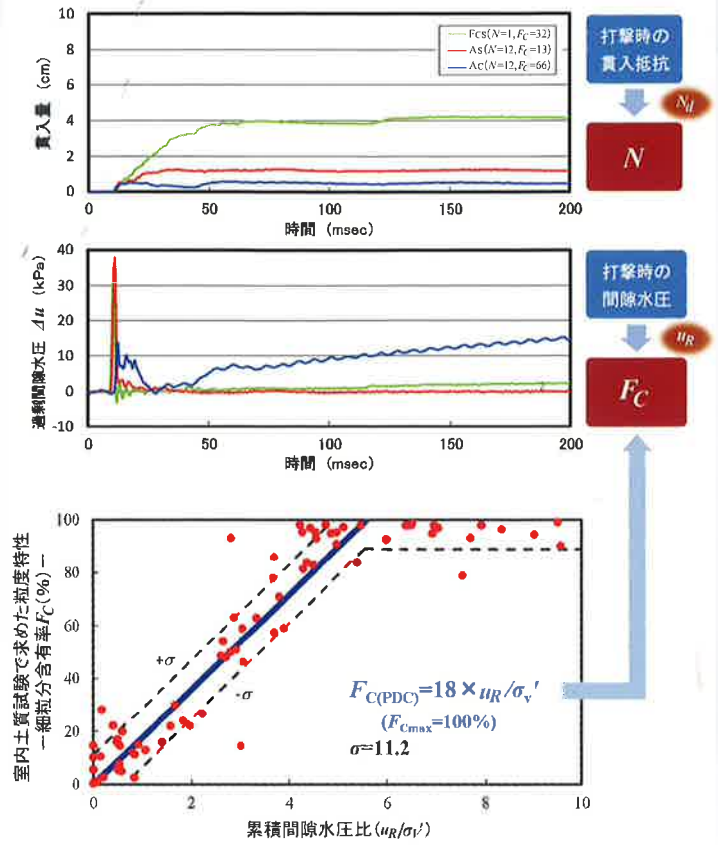 10
8
6
4
2
0
貫入量 (cm)
Fcs(N=1,FC=32)
As(N=12,FC=13)
Ac(N=12,FC=66)
0 50 100 150 200
時間 (msec)
打撃時の
貫入抵抗
Nd
N
40
30
20
10
0
-10
過剰間隙水圧 Δu (kPa)
0 50 100 150 200
時間 (msec)
打撃時の
間隙水圧
uR
FC
100
80
60
40
20
0
室内土質試験で求めた粒度特性
ー細粒分含有率FC(%)ー
+σ
-σ
FC(PDC)=18×uR/σv'
(FCmax=100%)
σ=11.2
0 2 4 6 8 10
累積間隙水圧比(uR/σv')